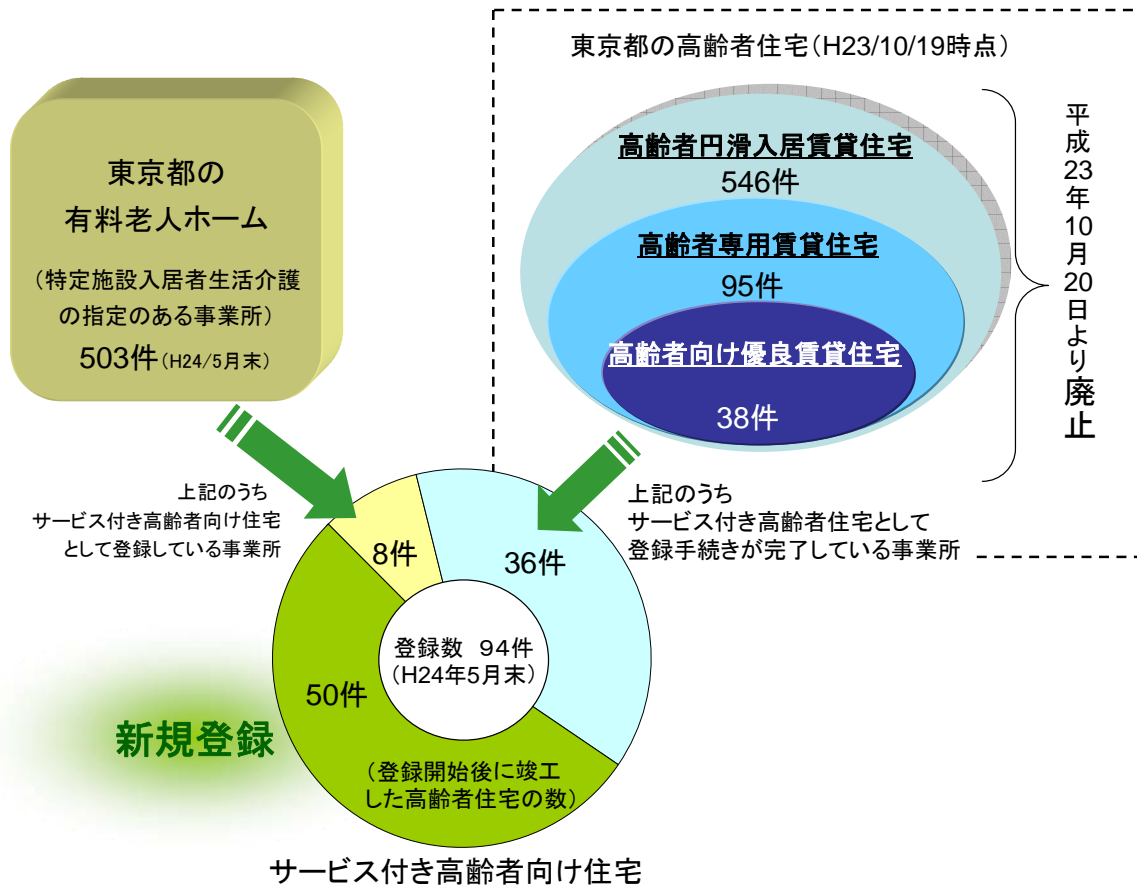 東京都の
有料老人ホーム
（特定施設入居者生活介護
の指定のある事業所）
503件（H24/5月末）
東京都の高齢者住宅（H23/10/19時点）
高齢者円滑入居賃貸住宅
546件
高齢者専用賃貸住宅
95件
高齢者向け優良賃貸住宅
38件
平成23年10月20日より廃止
上記のうち
サービス付き高齢者向け住宅
として登録している事業所
上記のうち
サービス付き高齢者住宅として
登録手続きが完了している事業所
8件
36件
登録数 94件
（H24年5月末）
50件
新規登録
（登録開始後に竣工
した高齢者住宅の数）
サービス付き高齢者向け住宅